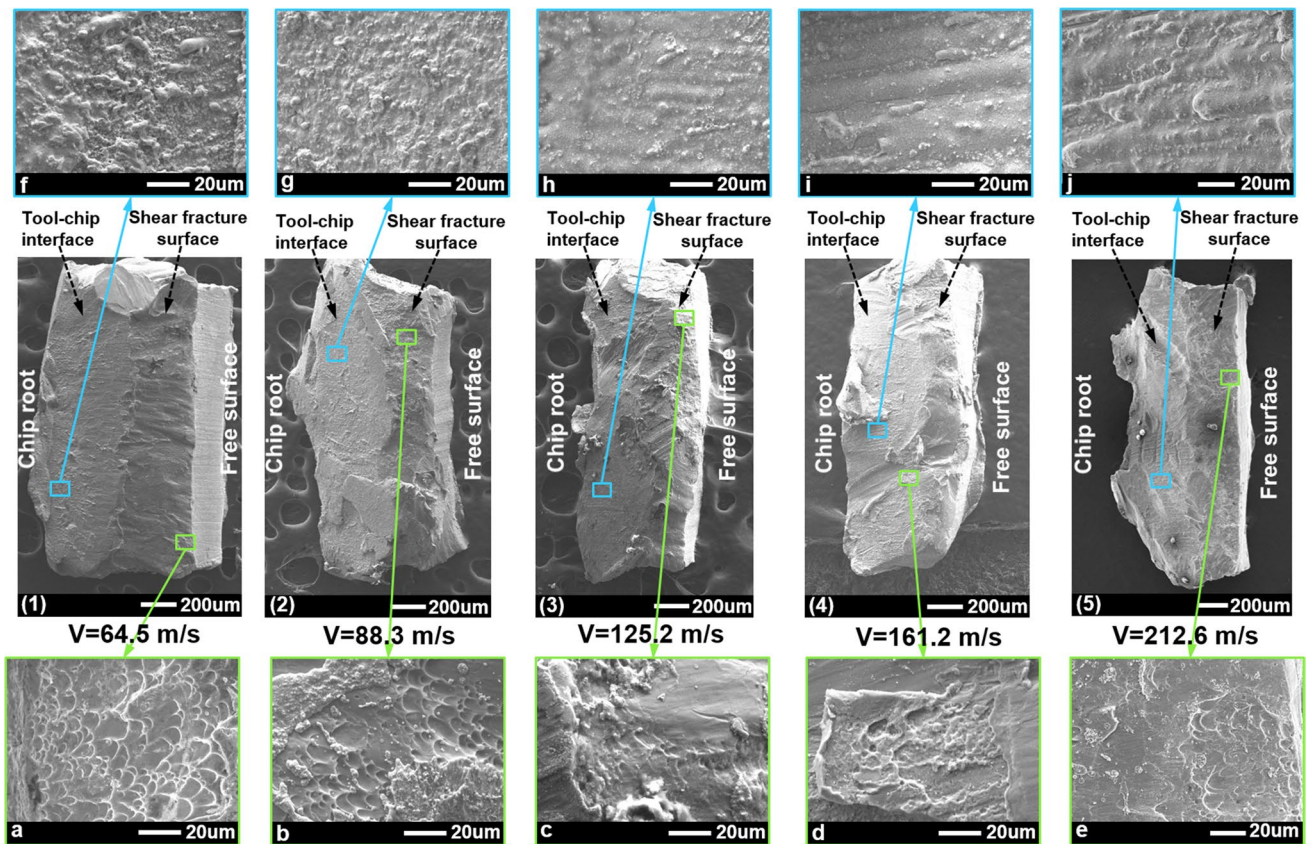 f
20um
g
20um
h
20um
i
20um
j
20um
Tool-chip
interface
Shear fracture
surface
Tool-chip
interface
Shear fracture
surface
Tool-chip
interface
Shear fracture
surface
Tool-chip
interface
Shear fracture
surface
Tool-chip
interface
Shear fracture
surface
Chip root
Free surface
Chip root
Free surface
Chip root
Free surface
Chip root
Free surface
Chip root
Free surface
(1)
200um
(2)
200um
(3)
200um
(4)
200um
(5)
200um
V=64.5 m/s
V=88.3 m/s
V=125.2 m/s
V=161.2 m/s
V=212.6 m/s
a
20um
b
20um
c
20um
d
20um
e
20um